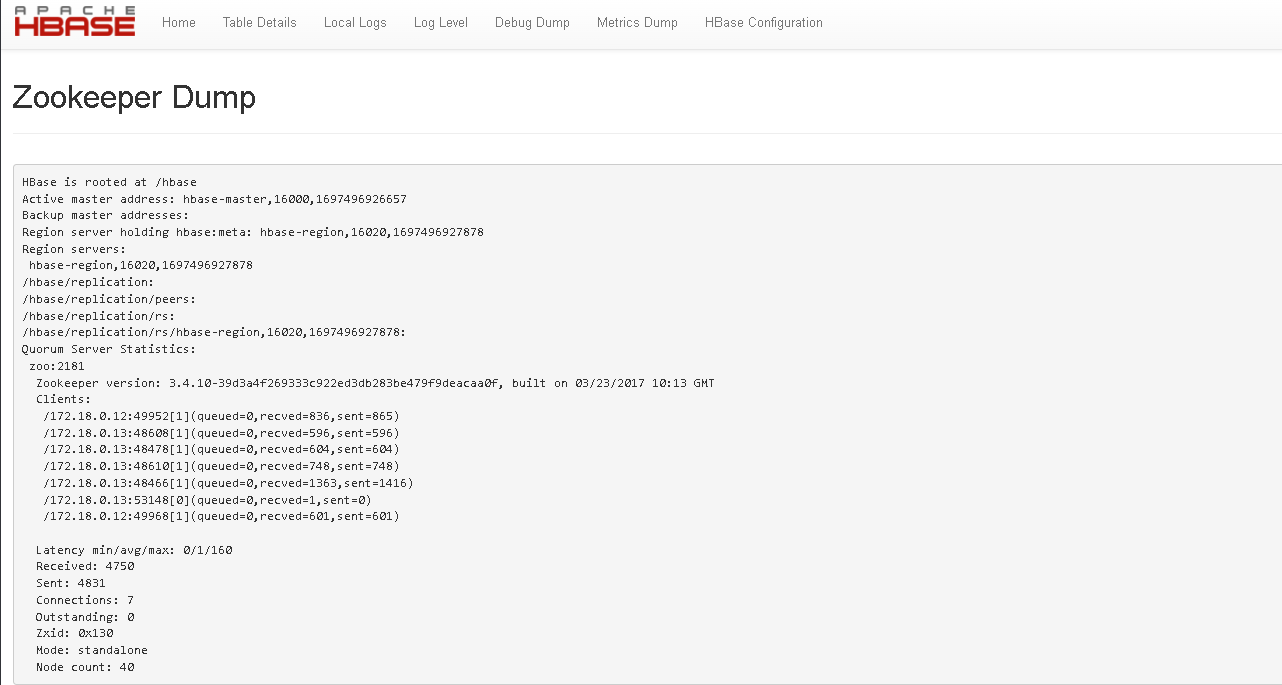 APACHE
HBASE
Home Table Details Local Logs Log Level Debug Dump Metrics Dump HBase Configuration
Zookeeper Dump
HBase is rooted at /hbase
Active master address: hbase-master,16000,1697496926657
Backup master addresses:
Region server holding hbase:meta: hbase-region,16020,1697496927878
Region servers:
 hbase-region,16020,1697496927878
/hbase/replication:
/hbase/replication/peers:
/hbase/replication/rs:
/hbase/replication/rs/hbase-region,16020,1697496927878:
Quorum Server Statistics:
 zoo:2181
  Zookeeper version: 3.4.10-39d3a4f269333c922ed3db283be479f9deacaa0f, built on 03/23/2017 10:13 GMT
  Clients:
   /172.18.0.12:49952[1](queued=0,recved=836,sent=865)
   /172.18.0.13:48608[1](queued=0,recved=596,sent=596)
   /172.18.0.13:48478[1](queued=0,recved=604,sent=604)
   /172.18.0.13:48610[1](queued=0,recved=748,sent=748)
   /172.18.0.13:48466[1](queued=0,recved=1363,sent=1416)
   /172.18.0.13:53148[0](queued=0,recved=1,sent=0)
   /172.18.0.12:49968[1](queued=0,recved=601,sent=601)
  Latency min/avg/max: 0/1/160
  Received: 4750
  Sent: 4831
  Connections: 7
  Outstanding: 0
  Zxid: 0x130
  Mode: standalone
  Node count: 40